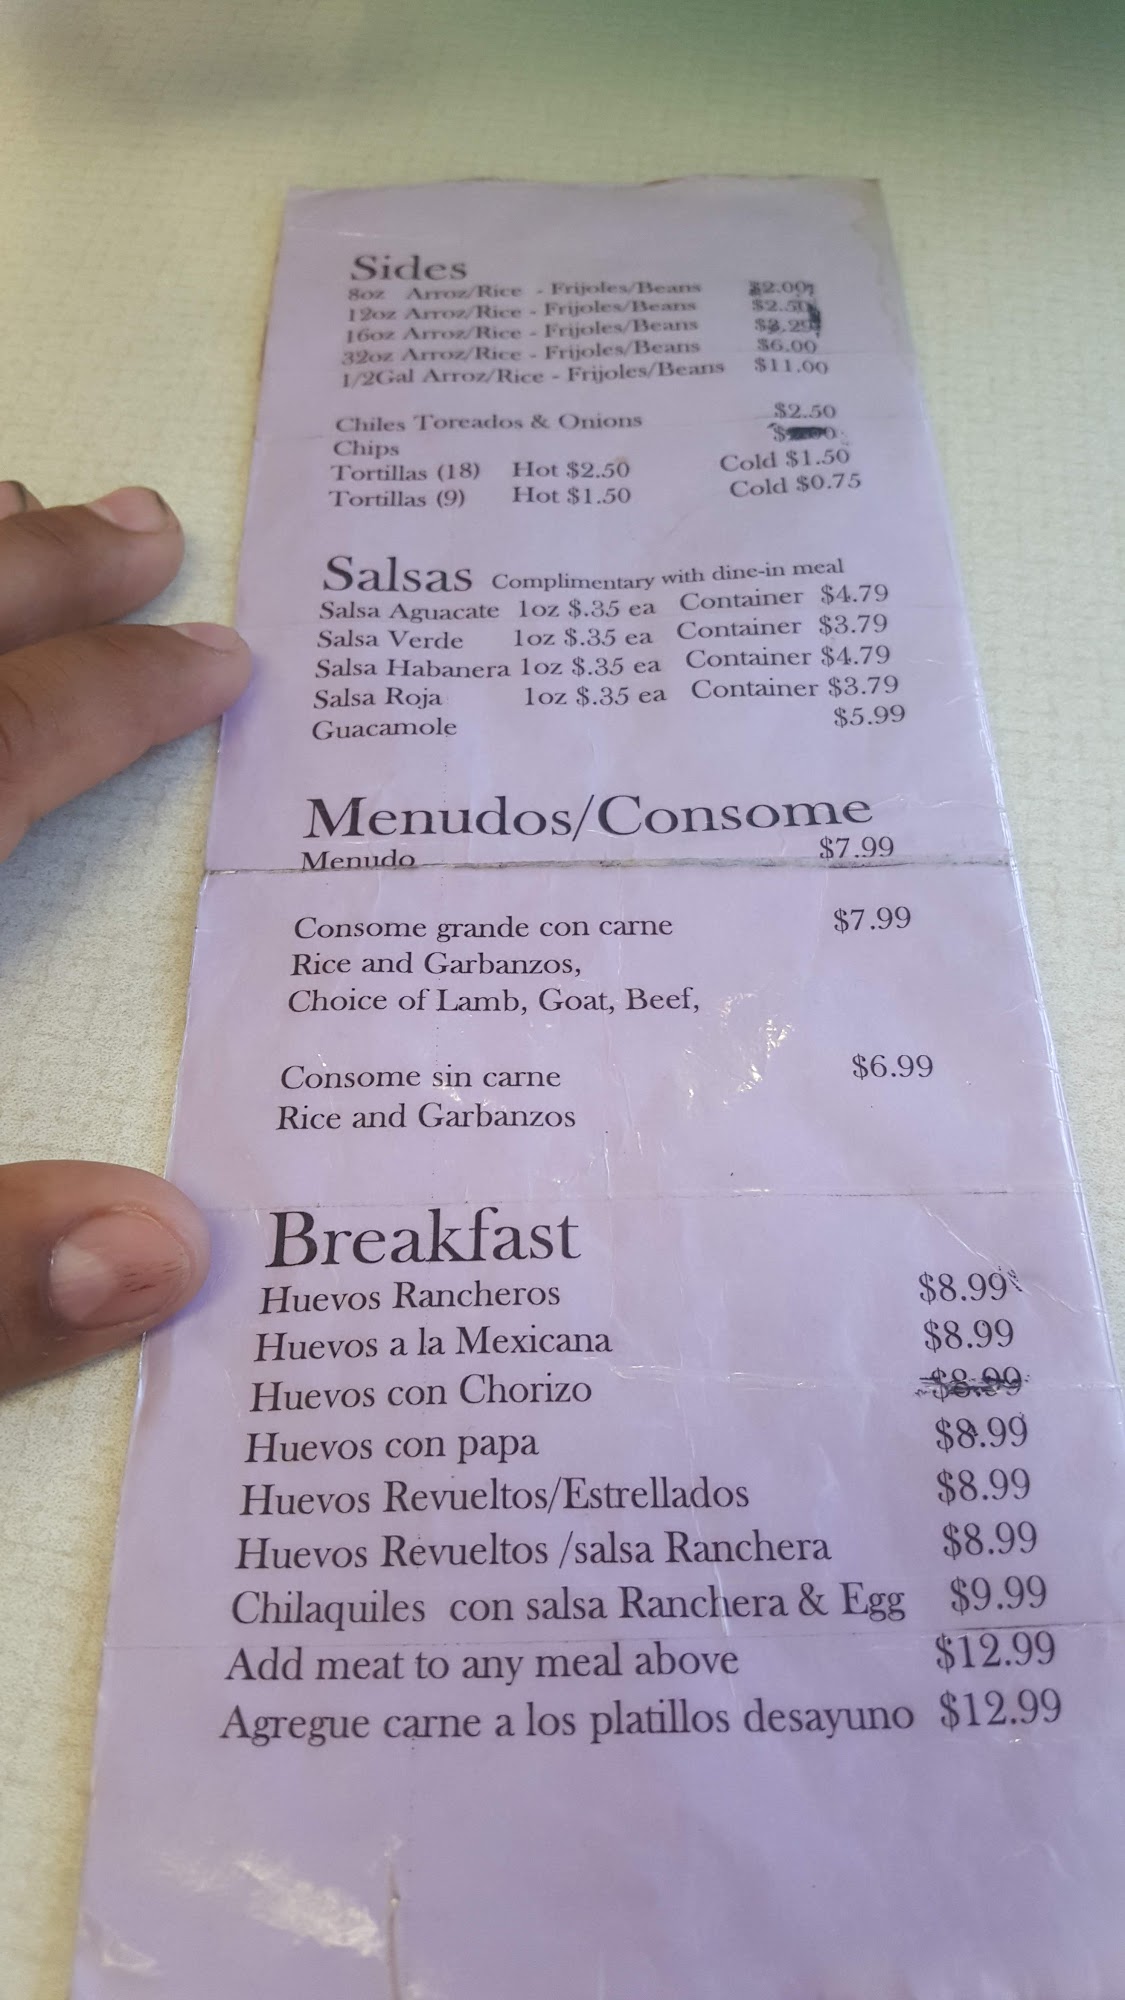 Sides
8oz Arroz/Rice - Frijoles/Beans $2.00
12oz Arroz/Rice - Frijoles/Beans $2.50
16oz Arroz/Rice - Frijoles/Beans
32oz Arroz/Rice - Frijoles/Beans $6.00
1/2Gal Arroz/Rice - Frijoles/Beans $11.00
Chiles Toreados & Onions $2.50
Chips
Tortillas (18) Hot $2.50 Cold $1.50
Tortillas (9) Hot $1.50 Cold $0.75
Salsas Complimentary with dine-in meal
Salsa Aguacate 1oz $.35 ea Container $4.79
Salsa Verde 1oz $.35 ea Container $3.79
Salsa Habanera 1oz $.35 ea Container $4.79
Salsa Roja 1oz $.35 ea Container $3.79
Guacamole $5.99
Menudos/Consome
Menudo $7.99
Consome grande con carne $7.99
Rice and Garbanzos,
Choice of Lamb, Goat, Beef,
Consome sin carne $6.99
Rice and Garbanzos
Breakfast
Huevos Rancheros $8.99
Huevos a la Mexicana $8.99
Huevos con Chorizo $8.99
Huevos con papa $8.99
Huevos Revueltos/Estrellados $8.99
Huevos Revueltos /salsa Ranchera $8.99
Chilaquiles con salsa Ranchera & Egg $9.99
Add meat to any meal above $12.99
Agregue carne a los platillos desayuno $12.99